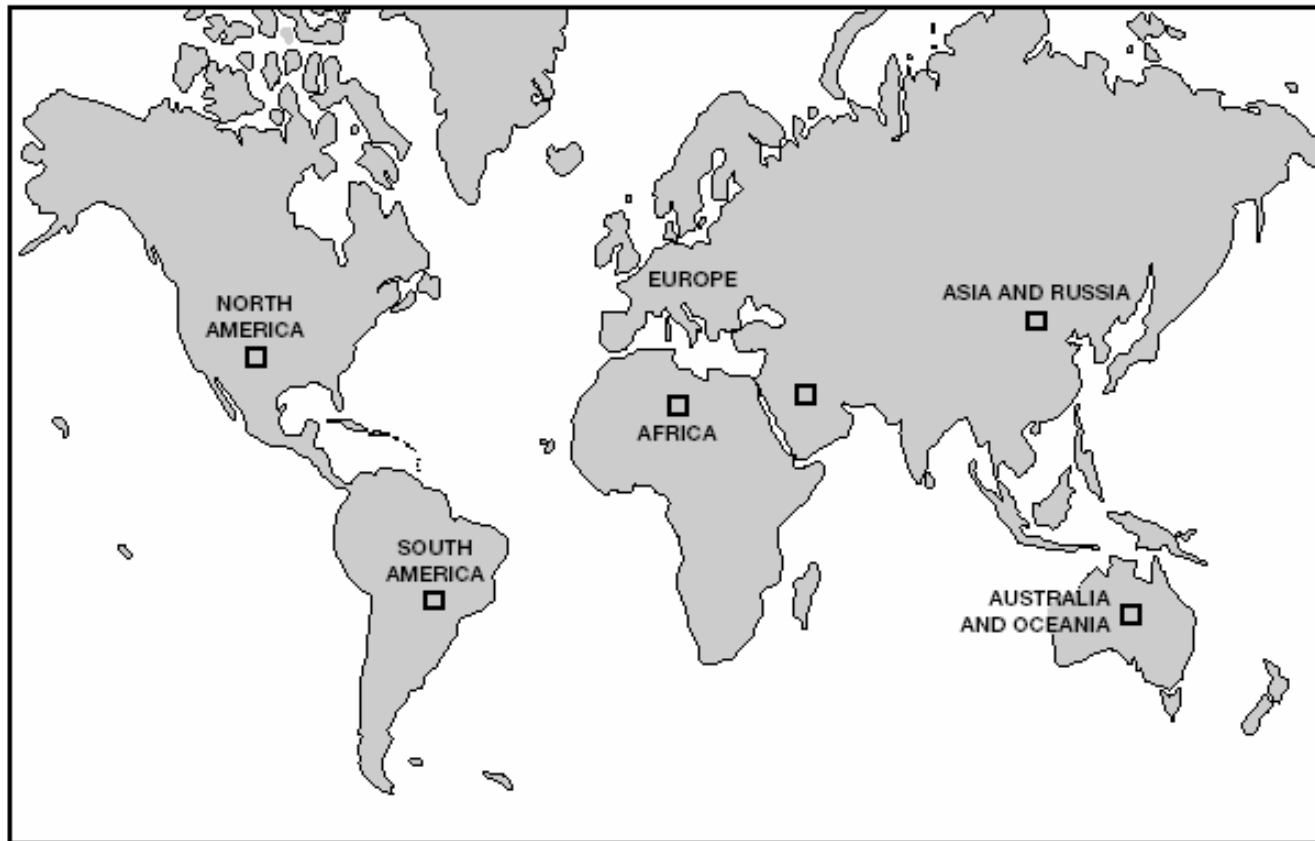 NORTH
AMERICA
EUROPE
ASIA AND RUSSIA
AFRICA
SOUTH
AMERICA
AUSTRALIA
AND OCEANIA